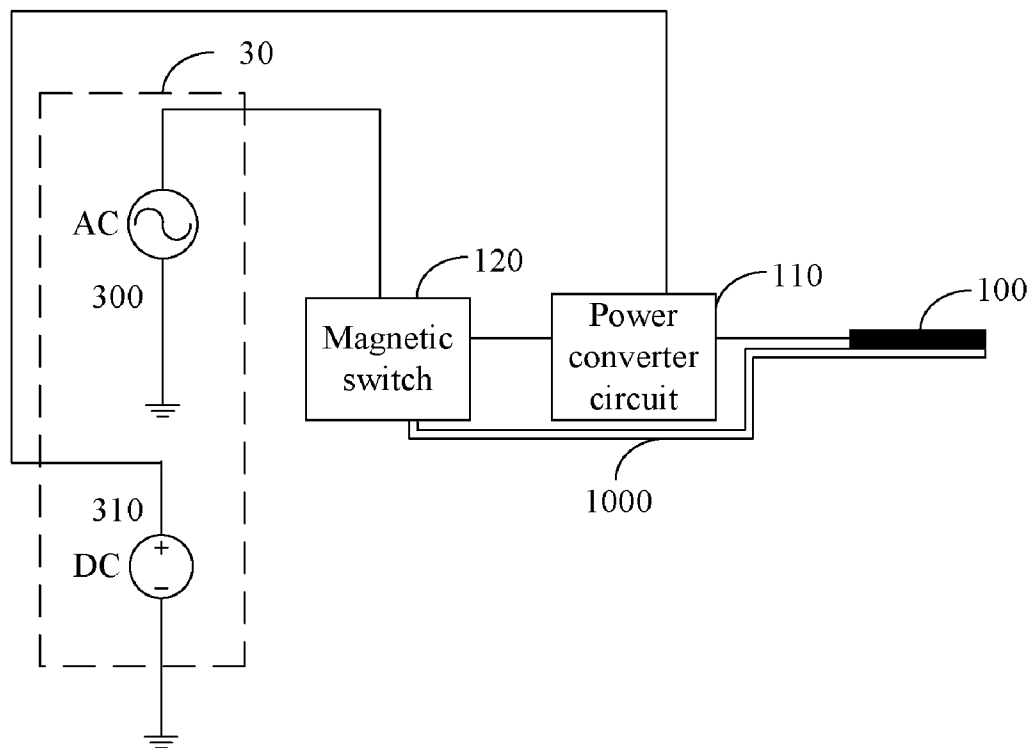 30
AC
300
120
Magnetic
switch
110
Power
converter
circuit
100
1000
310
+
DC
−